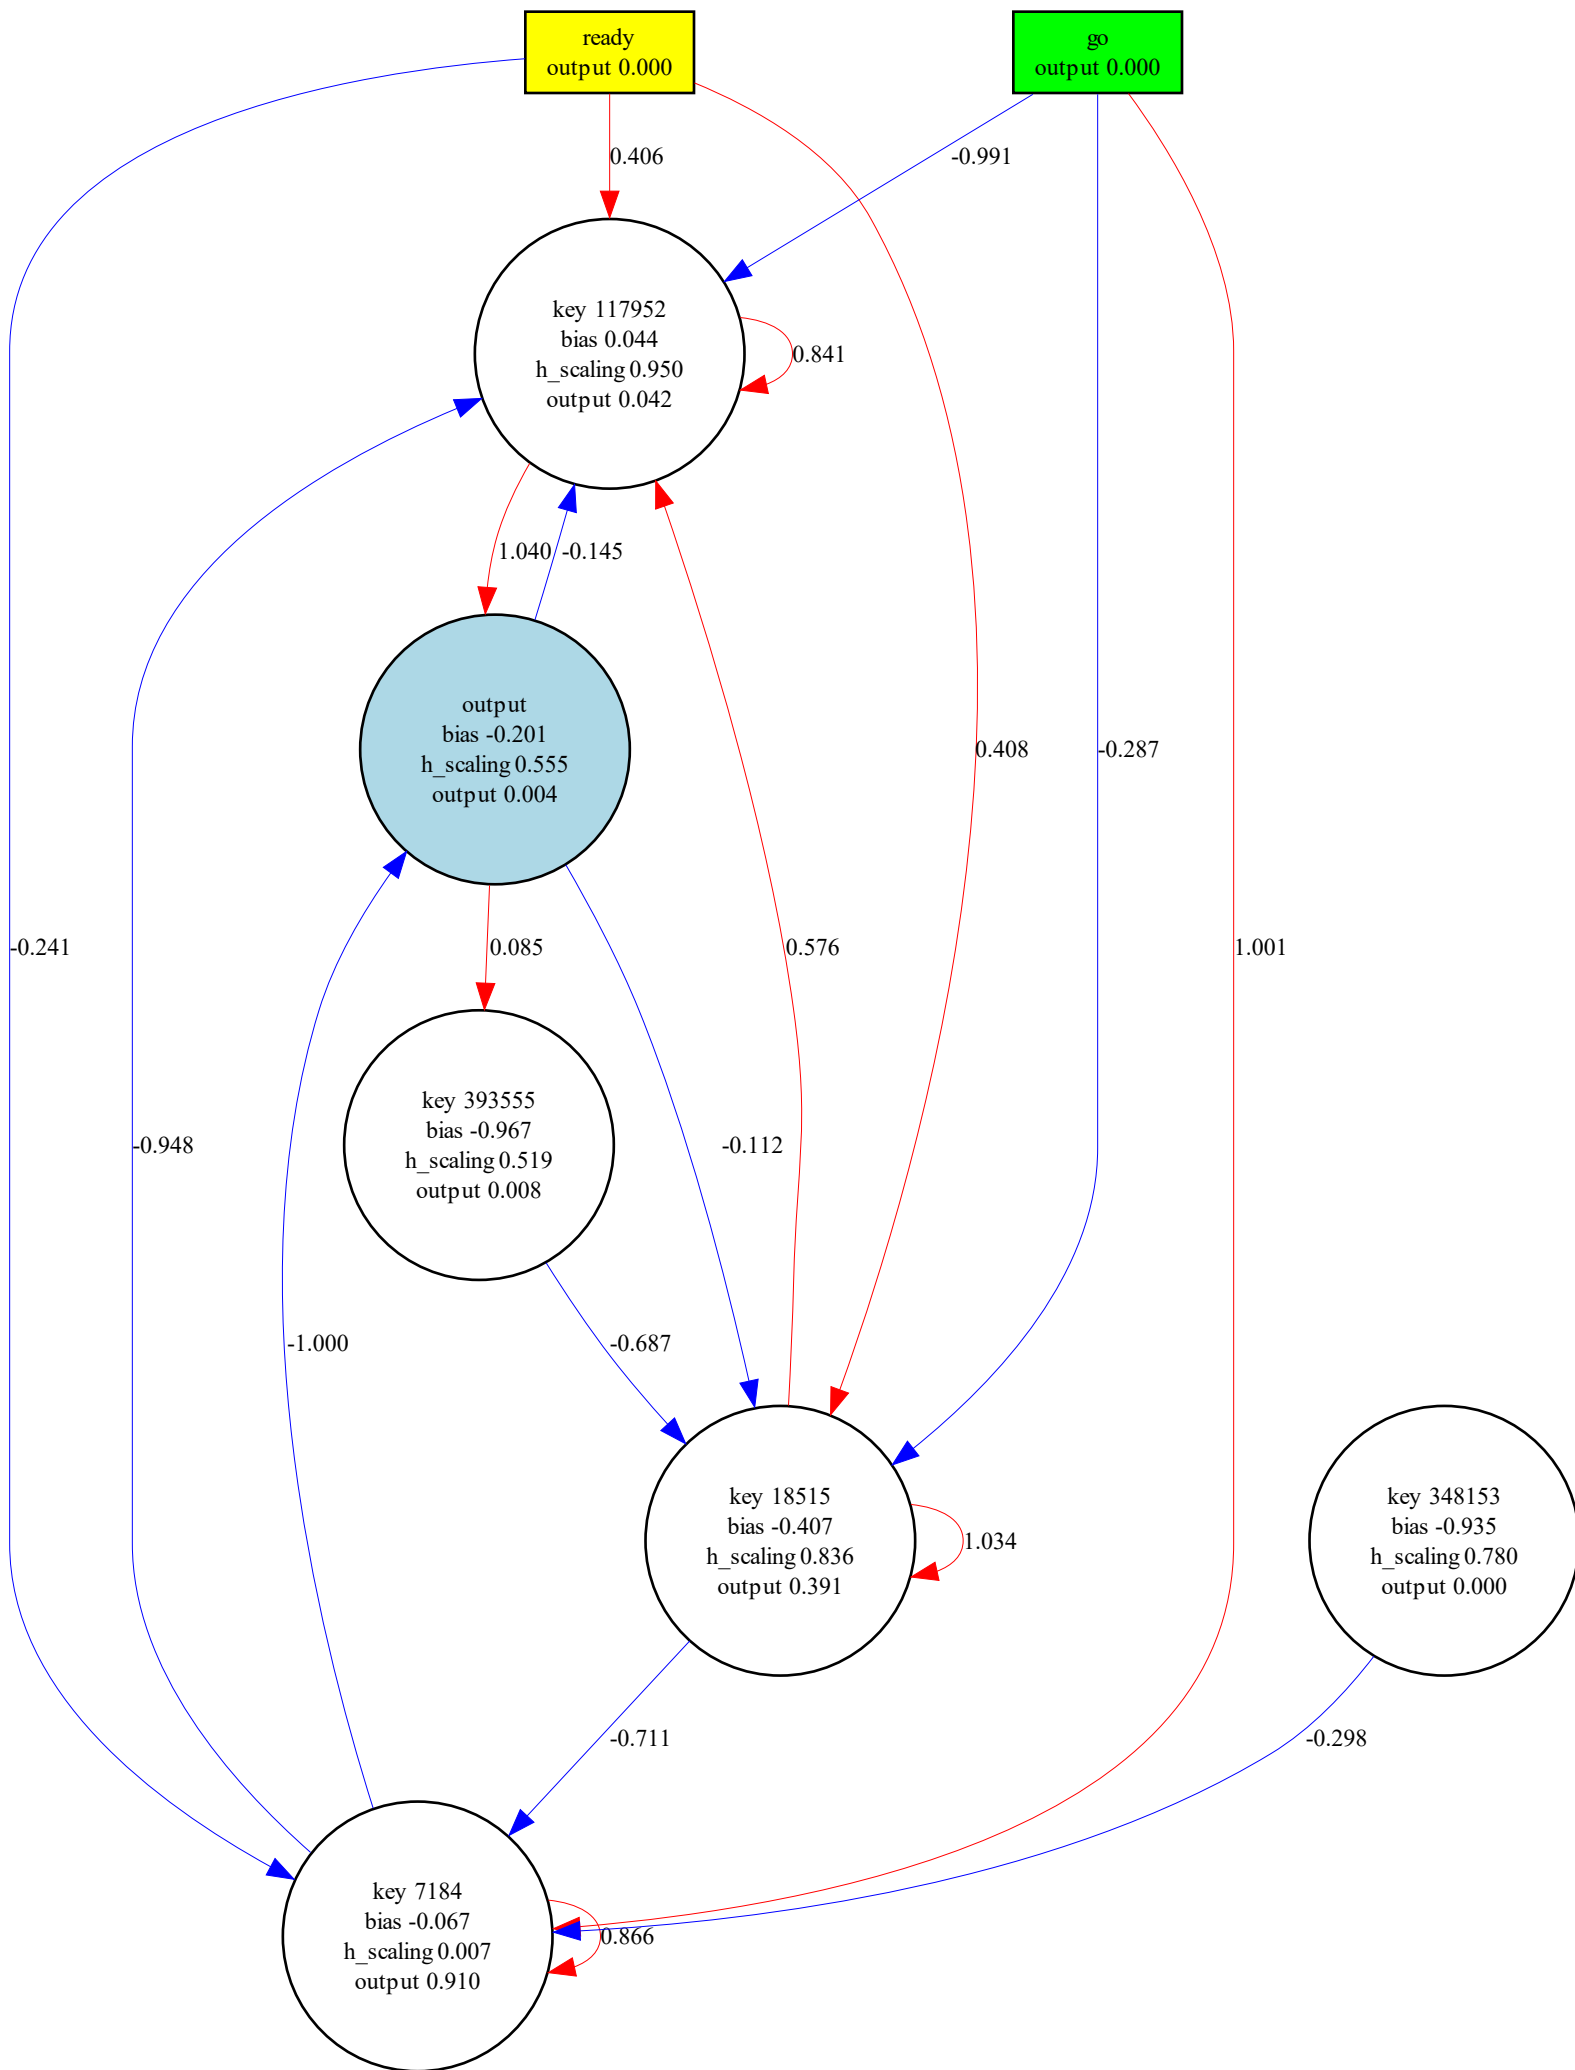 ready
output 0.000
go
output 0.000
0.406
-0.991
key 117952
bias 0.044
h_scaling 0.950
output 0.042
0.841
1.040
-0.145
output
bias -0.201
h_scaling 0.555
output 0.004
0.408
-0.287
-0.241
0.085
0.576
1.001
key 393555
bias -0.967
h_scaling 0.519
output 0.008
-0.948
-0.112
-1.000
-0.687
key 18515
bias -0.407
h_scaling 0.836
output 0.391
1.034
key 348153
bias -0.935
h_scaling 0.780
output 0.000
-0.711
-0.298
key 7184
bias -0.067
h_scaling 0.007
output 0.910
0.866